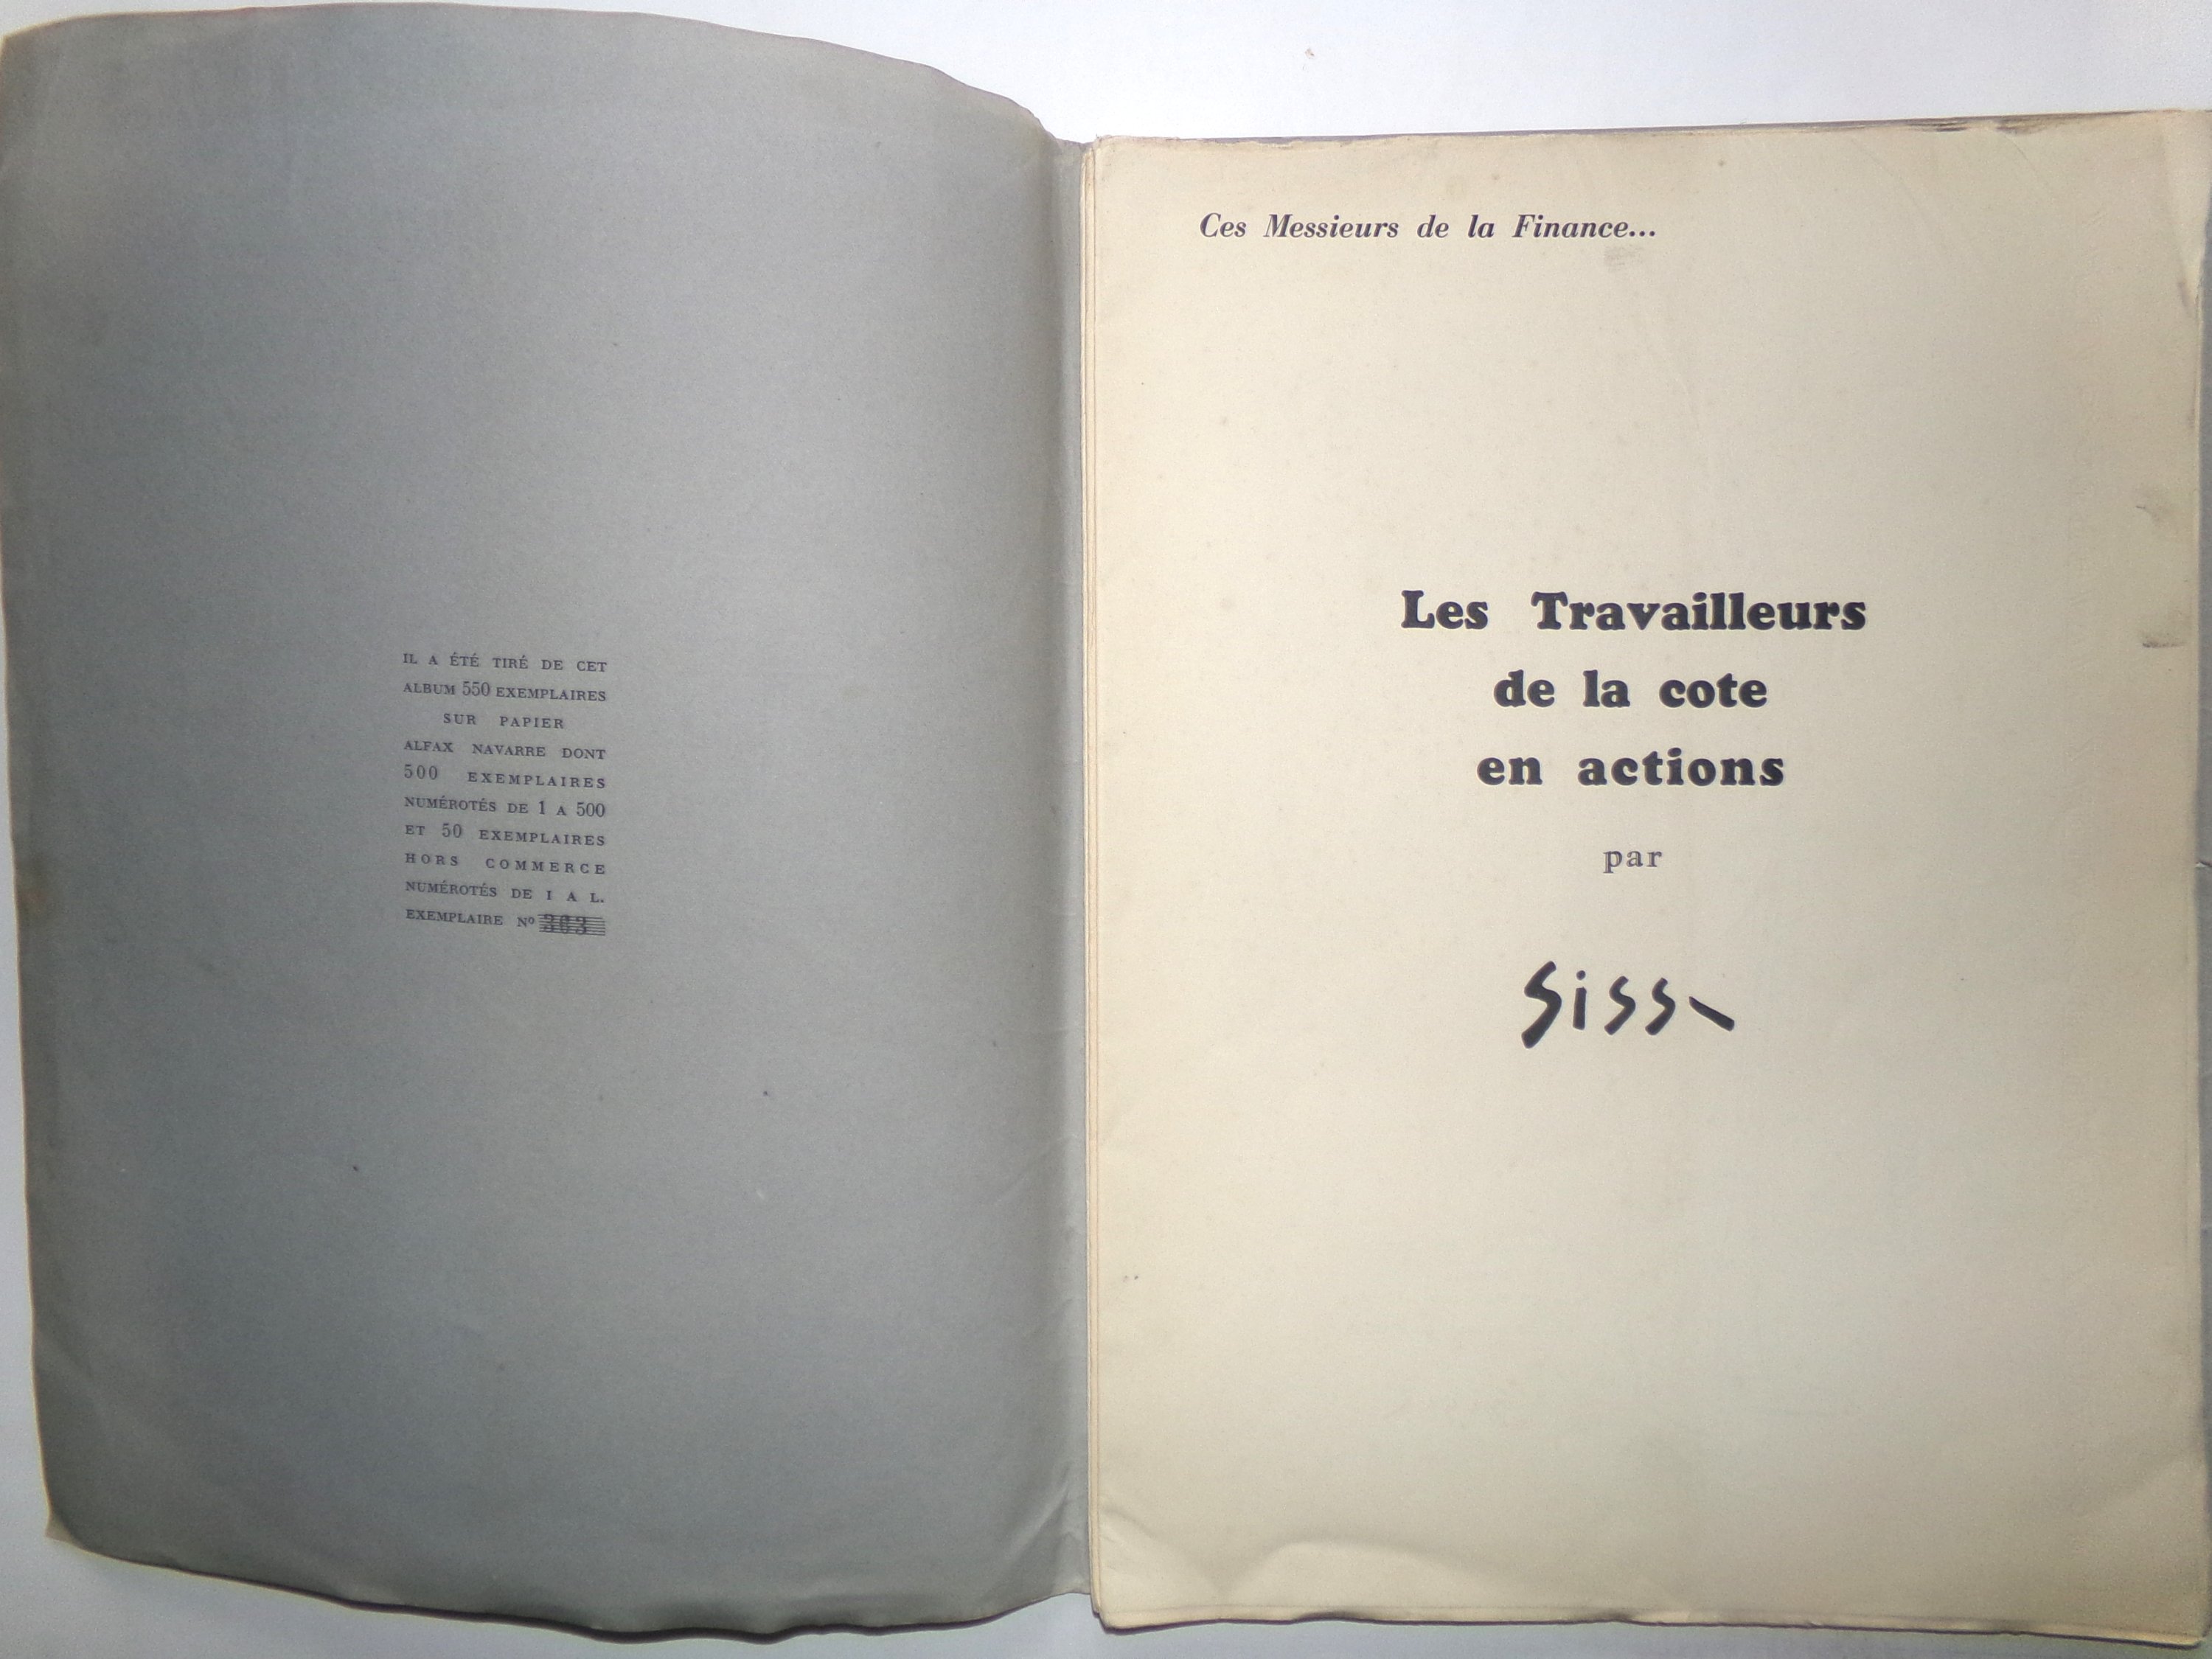 IL A ÉTÉ TIRÉ DE CET
ALBUM 550 EXEMPLAIRES
SUR PAPIER
ALFAX NAVARRE DONT
500 EXEMPLAIRES
NUMÉROTÉS DE 1 A 500
ET 50 EXEMPLAIRES
HORS COMMERCE
NUMÉROTÉS DE I A L.
EXEMPLAIRE Nº 363
Ces Messieurs de la Finance...
Les Travailleurs
de la cote
en actions
par
Siss